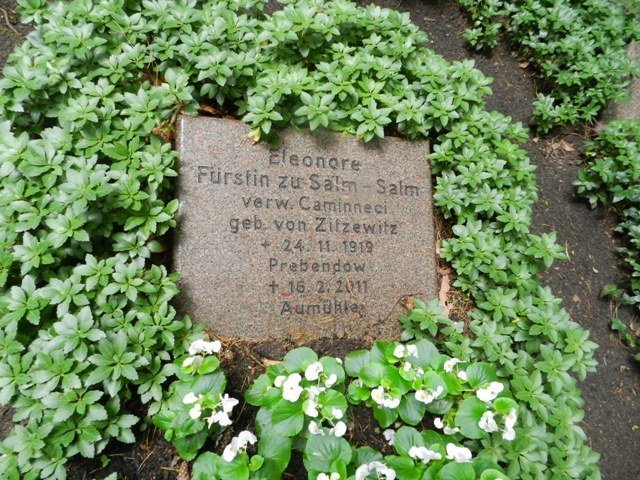 Eleonore
Fürstin zu Salm - Salm
verw. Caminneci
geb. von Zitzewitz
+ 24. 11. 1919
Prebendow
+ 16. 2. 2011
Aumühle